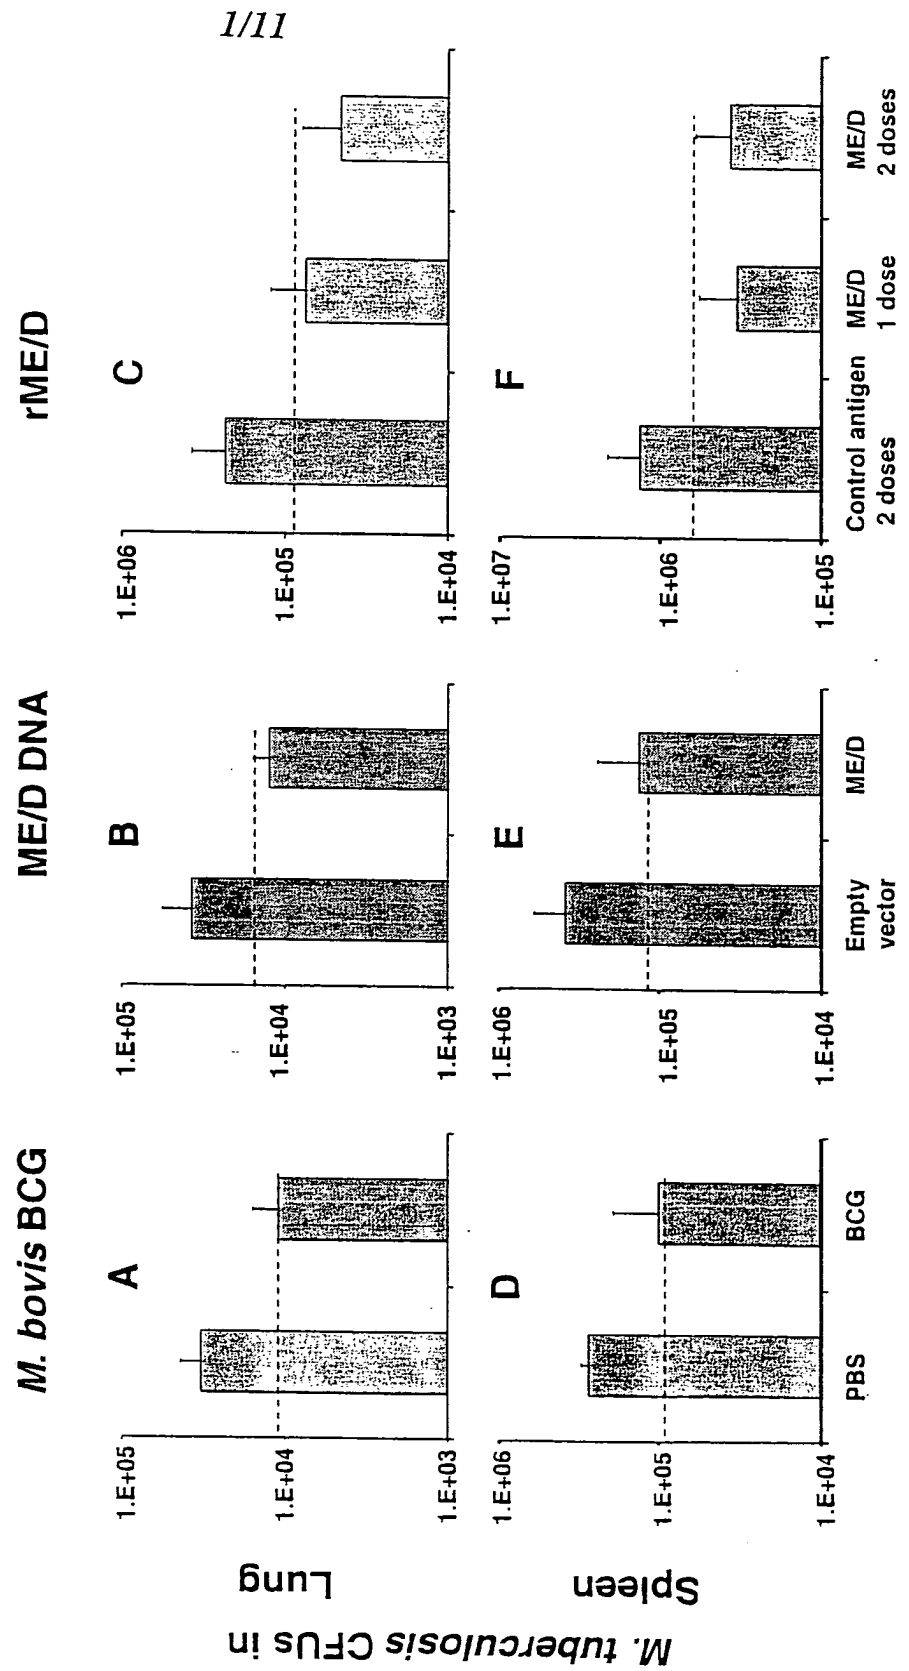 1/11
M. bovis BCG
ME/D DNA
rME/D
M. tuberculosis CFUs in
Lung
Spleen
A
1.E+05
1.E+04
1.E+03
B
1.E+05
1.E+04
1.E+03
C
1.E+06
1.E+05
1.E+04
D
1.E+06
1.E+05
1.E+04
PBS
BCG
E
1.E+06
1.E+05
1.E+04
Empty
vector
ME/D
F
1.E+07
1.E+06
1.E+05
Control antigen
2 doses
ME/D
1 dose
ME/D
2 doses